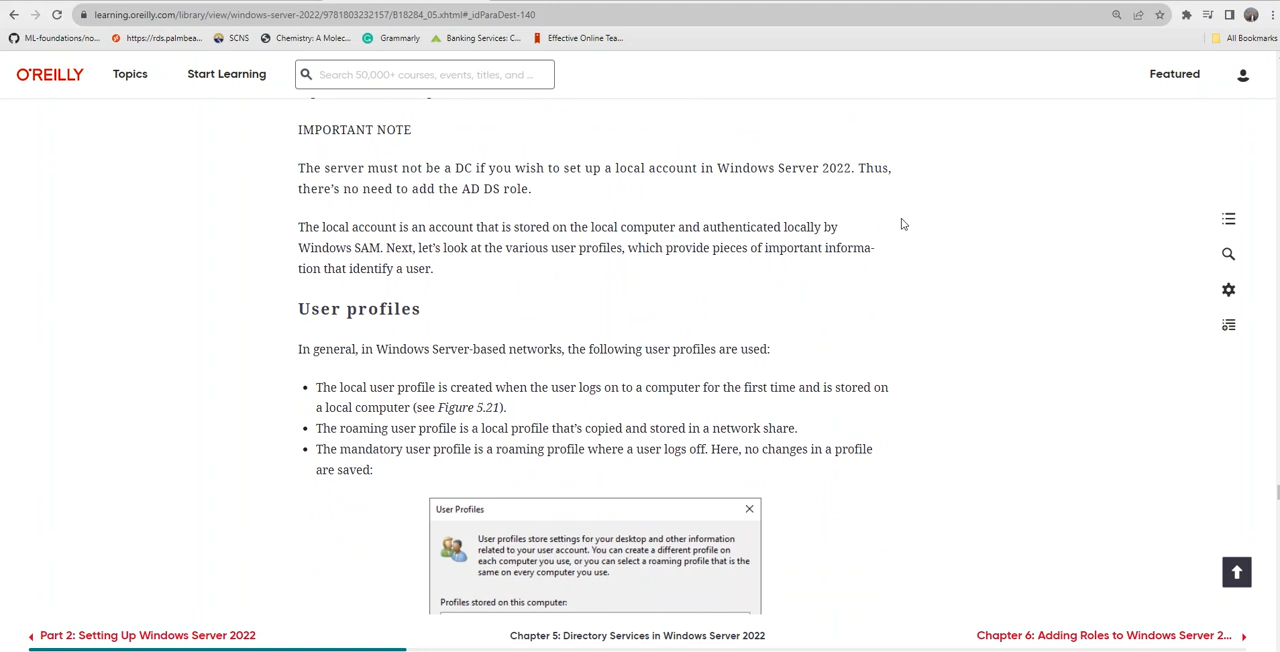 learning.oreilly.com/library/view/windows-server-2022/9781803232157/B18284_05.xhtml#_idParaDest-140
ML-foundations/no...
https://rds.palmbea...
SCNS
Chemistry: A Molec...
Grammarly
Banking Services: C...
Effective Online Tea...
All Bookmarks
O'REILLY
Topics
Start Learning
Search 50,000+ courses, events, titles, and ...
Featured
IMPORTANT NOTE
The server must not be a DC if you wish to set up a local account in Windows Server 2022. Thus,
there's no need to add the AD DS role.
The local account is an account that is stored on the local computer and authenticated locally by
Windows SAM. Next, let's look at the various user profiles, which provide pieces of important informa-
tion that identify a user.
User profiles
In general, in Windows Server-based networks, the following user profiles are used:
• The local user profile is created when the user logs on to a computer for the first time and is stored on
a local computer (see Figure 5.21).
• The roaming user profile is a local profile that's copied and stored in a network share.
• The mandatory user profile is a roaming profile where a user logs off. Here, no changes in a profile
are saved:
User Profiles
User profiles store settings for your desktop and other information
related to your user account. You can create a different profile on
each computer you use, or you can select a roaming profile that is the
same on every computer you use.
Profiles stored on this computer:
Part 2: Setting Up Windows Server 2022
Chapter 5: Directory Services in Windows Server 2022
Chapter 6: Adding Roles to Windows Server 2...